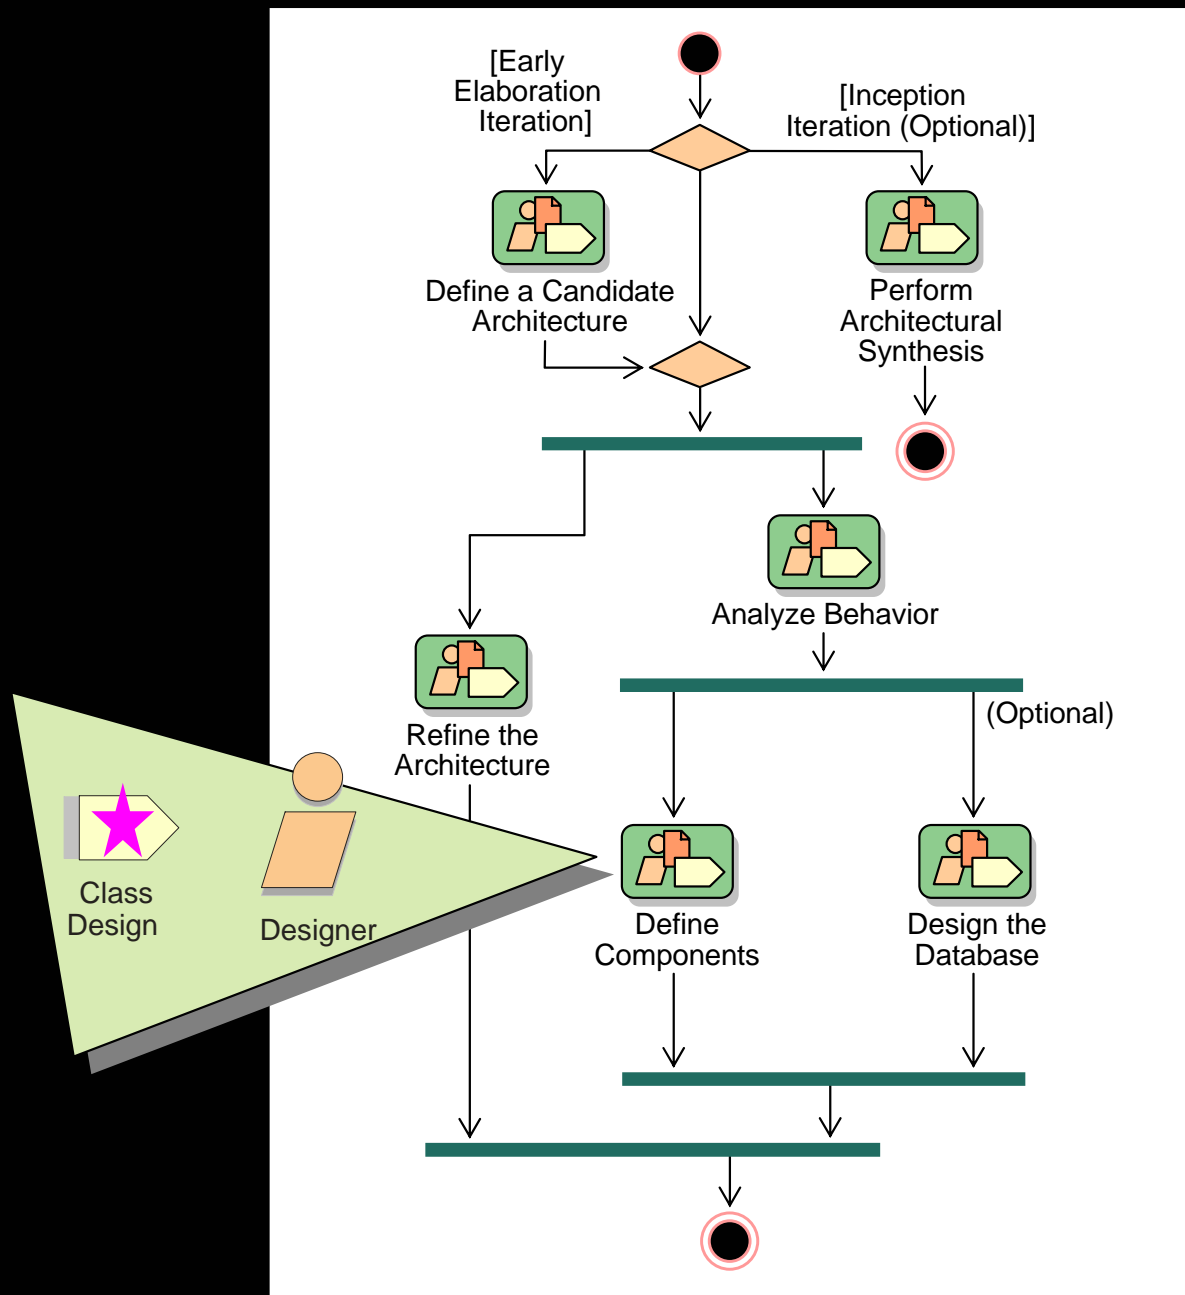 [Early
Elaboration
Iteration]
[Inception
Iteration (Optional)]
Define a Candidate
Architecture
Perform
Architectural
Synthesis
Analyze Behavior
(Optional)
Refine the
Architecture
Class
Design
Designer
Define
Components
Design the
Database